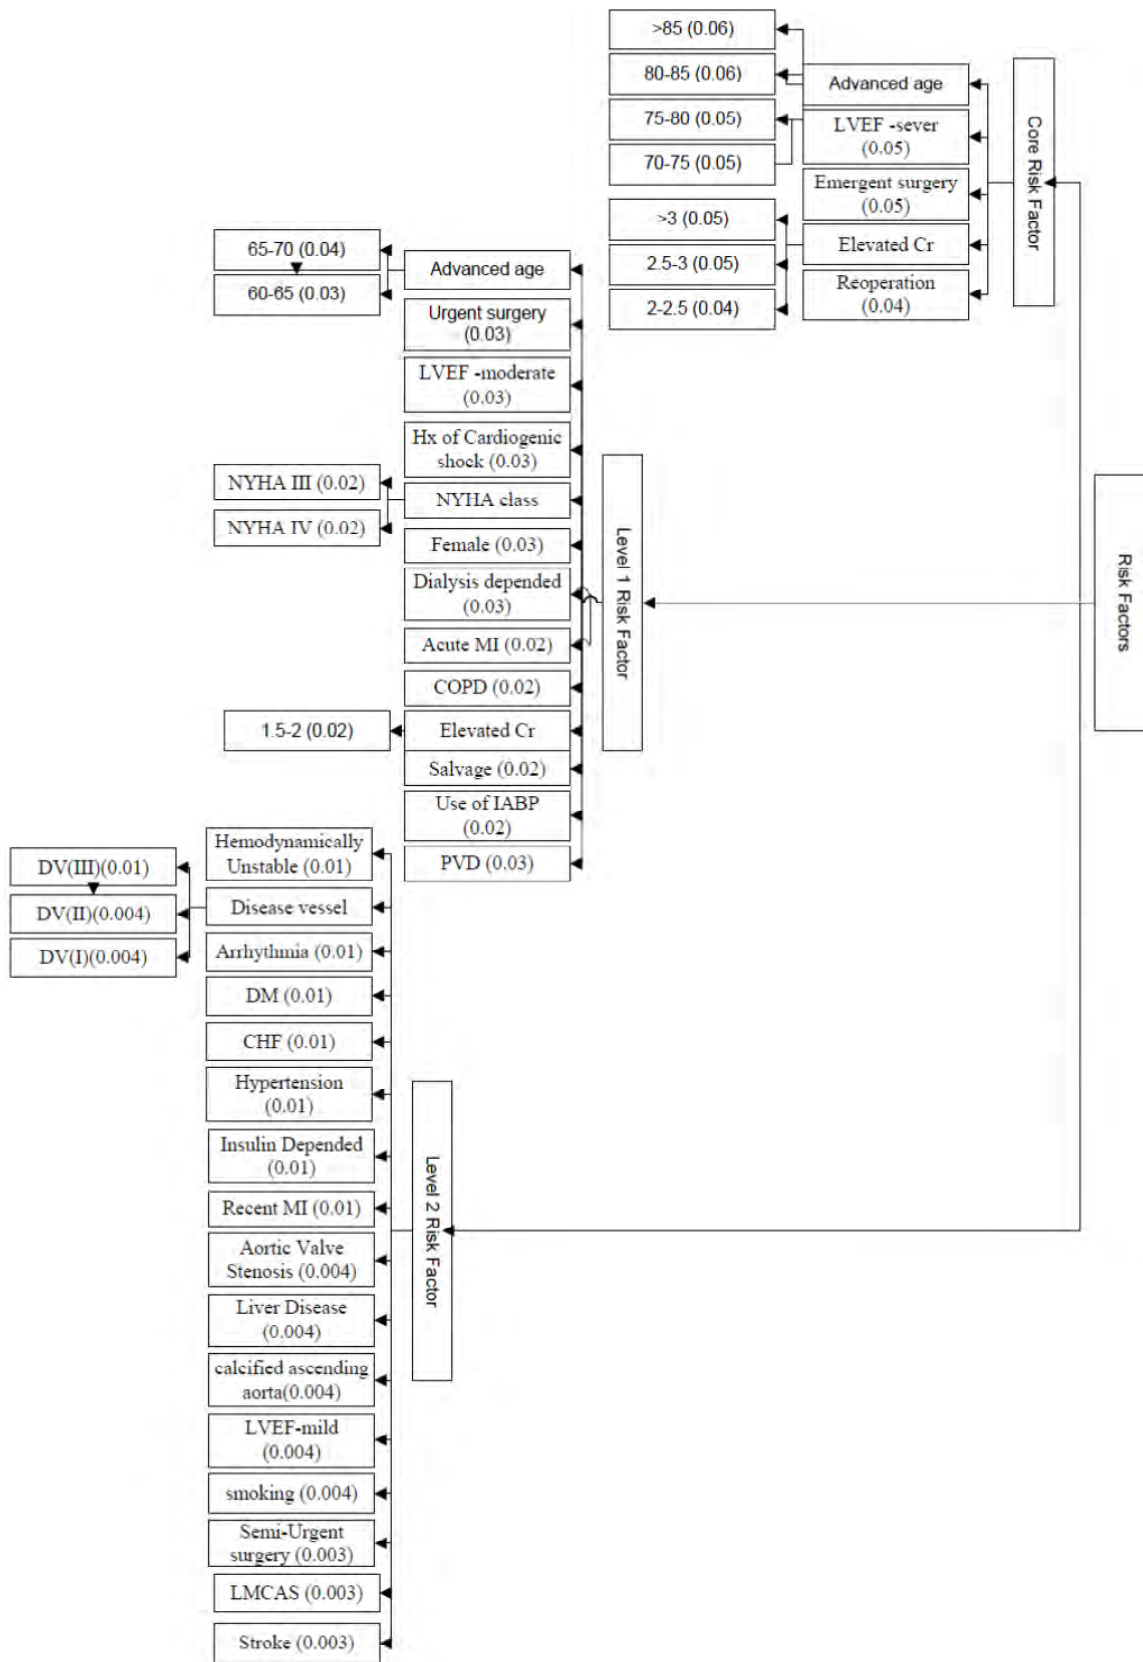 >85 (0.06)
80-85 (0.06)
75-80 (0.05)
70-75 (0.05)
Advanced age
LVEF -sever
(0.05)
Emergent surgery
(0.05)
>3 (0.05)
2.5-3 (0.05)
2-2.5 (0.04)
Elevated Cr
Reoperation
(0.04)
Core Risk Factor
65-70 (0.04)
60-65 (0.03)
Advanced age
Urgent surgery
(0.03)
LVEF -moderate
(0.03)
Hx of Cardiogenic
shock (0.03)
NYHA III (0.02)
NYHA IV (0.02)
NYHA class
Female (0.03)
Dialysis depended
(0.03)
Acute MI (0.02)
COPD (0.02)
1.5-2 (0.02)
Elevated Cr
Salvage (0.02)
Use of IABP
(0.02)
PVD (0.03)
Level 1 Risk Factor
Risk Factors
Hemodynamically
Unstable (0.01)
DV(III)(0.01)
DV(II)(0.004)
DV(I)(0.004)
Disease vessel
Arrhythmia (0.01)
DM (0.01)
CHF (0.01)
Hypertension
(0.01)
Insulin Depended
(0.01)
Recent MI (0.01)
Aortic Valve
Stenosis (0.004)
Liver Disease
(0.004)
calcified ascending
aorta(0.004)
LVEF-mild
(0.004)
smoking (0.004)
Semi-Urgent
surgery (0.003)
LMCAS (0.003)
Stroke (0.003)
Level 2 Risk Factor